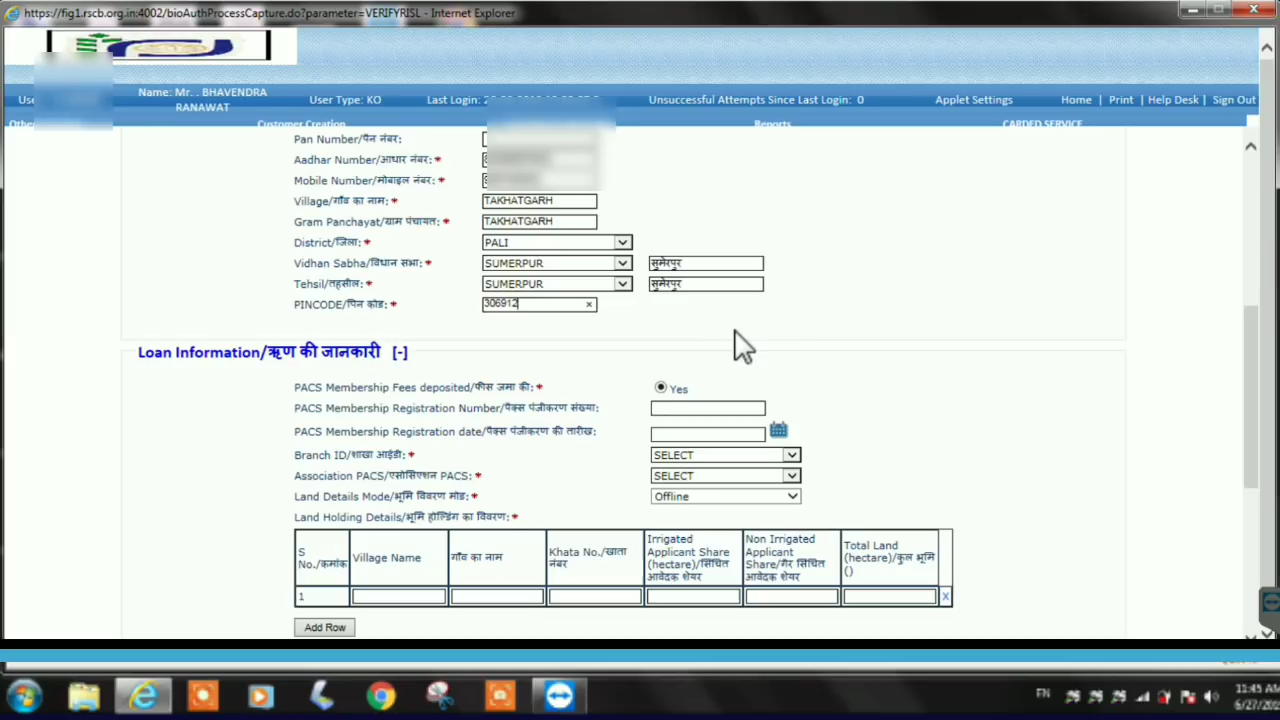 https://fig1.rscb.org.in:4002/bioAuthProcessCapture.do?parameter=VERIFYRISL - Internet Explorer
Name: Mr. . BHAVENDRA RANAWAT
User Type: KO
Last Login:
Unsuccessful Attempts Since Last Login: 0
Applet Settings
Home | Print | Help Desk | Sign Out
Customer Creation
Reports
CARDED SERVICE
Pan Number/पैन नंबर:
Aadhar Number/आधार नंबर: *
Mobile Number/मोबाइल नंबर: *
Village/गाँव का नाम: * TAKHATGARH
Gram Panchayat/ग्राम पंचायत: * TAKHATGARH
District/जिला: * PALI
Vidhan Sabha/विधान सभा: * SUMERPUR सुमेरपुर
Tehsil/तहसील: * SUMERPUR सुमेरपुर
PINCODE/पिन कोड: * 306912 ×
Loan Information/ऋण की जानकारी [-]
PACS Membership Fees deposited/फीस जमा की: * Yes
PACS Membership Registration Number/पैक्स पंजीकरण संख्या:
PACS Membership Registration date/पैक्स पंजीकरण की तारीख:
Branch ID/शाखा आईडी: * SELECT
Association PACS/एसोसिएशन PACS: * SELECT
Land Details Mode/भूमि विवरण मोड: * Offline
Land Holding Details/भूमि होल्डिंग का विवरण: *
S No./कमांक
Village Name
गाँव का नाम
Khata No./खाता नंबर
Irrigated Applicant Share (hectare)/सिंचित आवेदक शेयर
Non Irrigated Applicant Share/गैर सिंचित आवेदक शेयर
Total Land (hectare)/कुल भूमि ()
1 X
Add Row
EN
11:45 AM